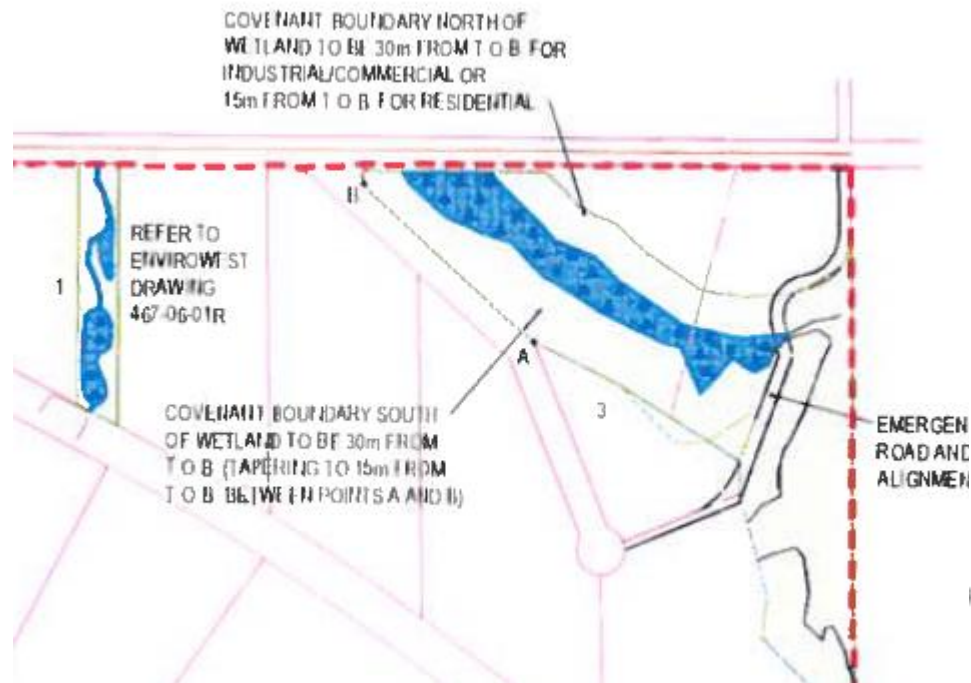 COVENANT BOUNDARY NORTH OF
WETLAND TO BE 30m FROM T O B FOR
INDUSTRIAL/COMMERCIAL OR
15m FROM T O B FOR RESIDENTIAL
B
REFER TO
ENVIROWEST
DRAWING
467-06-01R
1
A
3
COVENANT BOUNDARY SOUTH
OF WETLAND TO BE 30m FROM
T O B (TAPERING TO 15m FROM
T O B BETWEEN POINTS A AND B)
EMERGEN
ROAD AND
ALIGNMEN